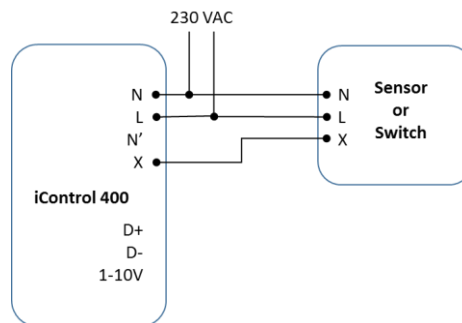 230 VAC
N
L
N'
X
iControl 400
D+
D-
1-10V
N
L
X
Sensor
or
Switch